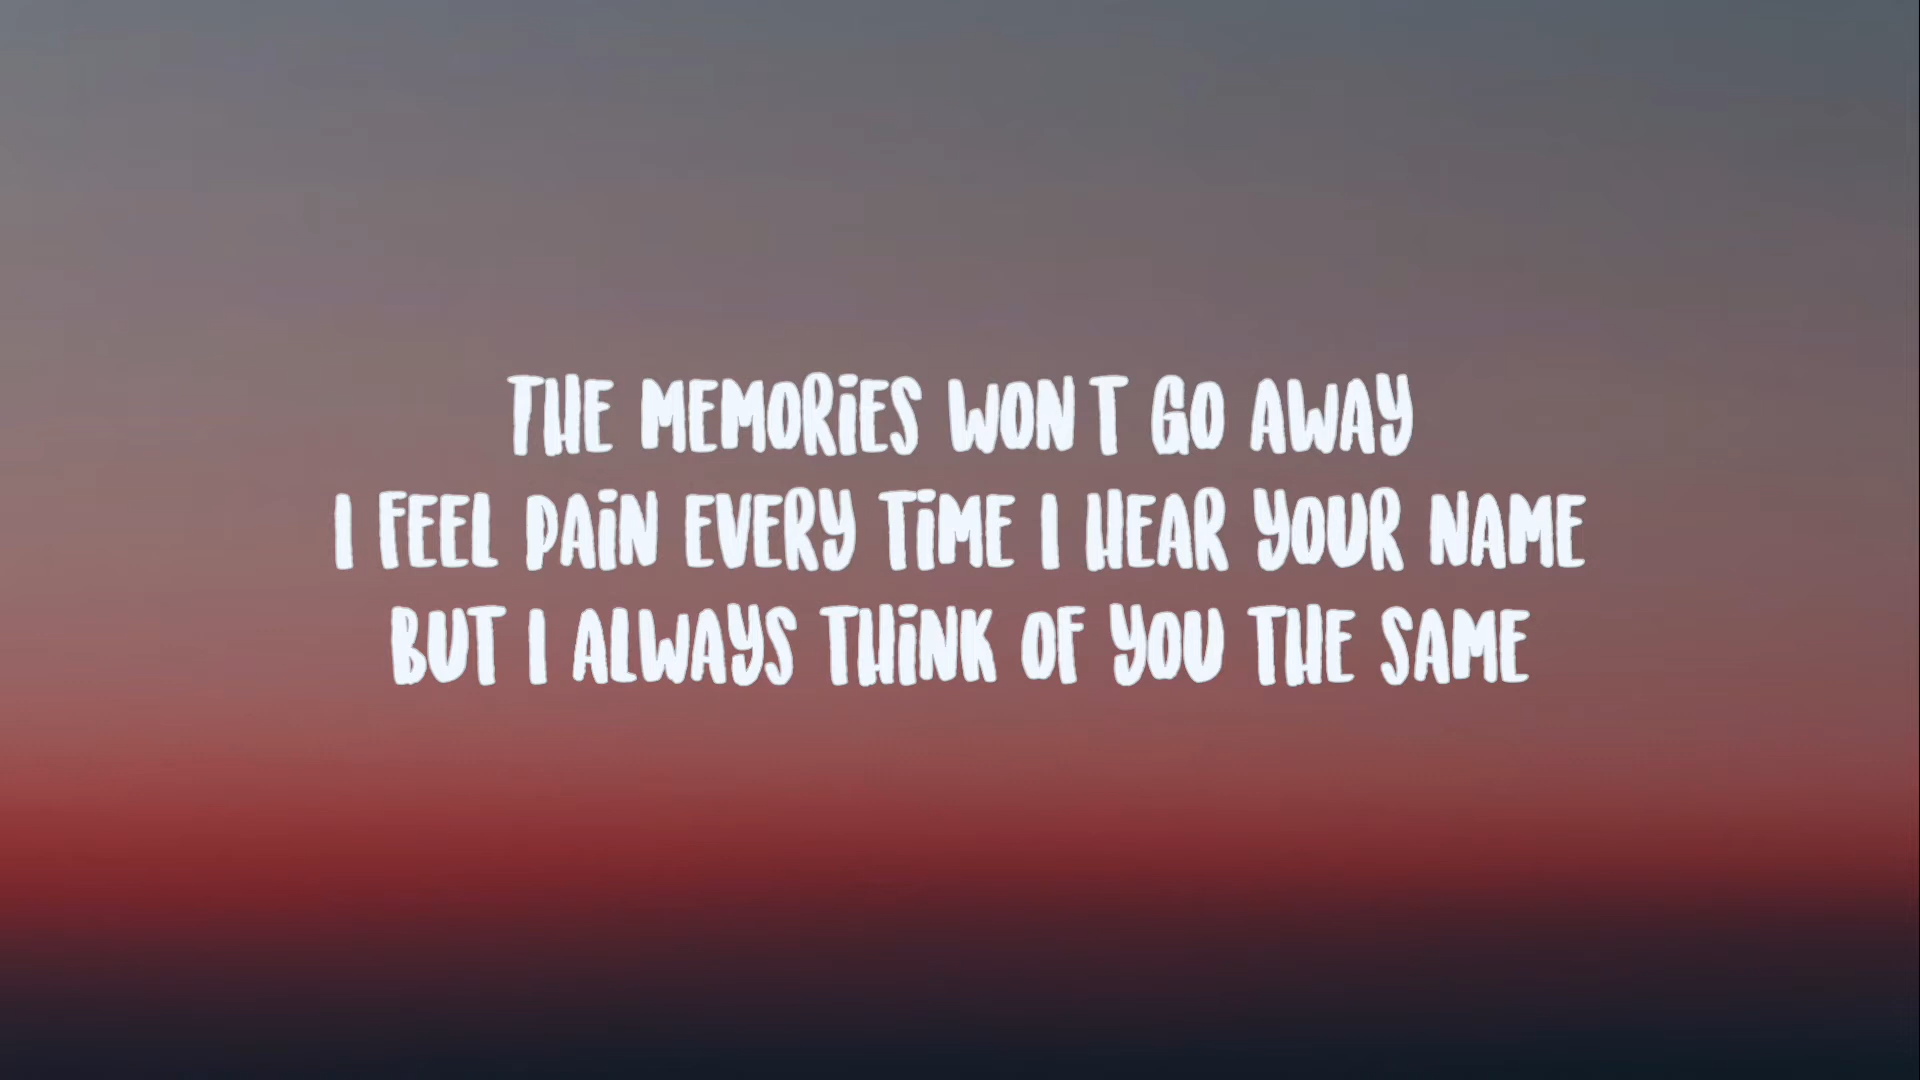 THE MEMORIES WON T GO AWAY
I FEEL PAIN EVERY TIME I HEAR YOUR NAME
BUT I ALWAYS THINK OF YOU THE SAME